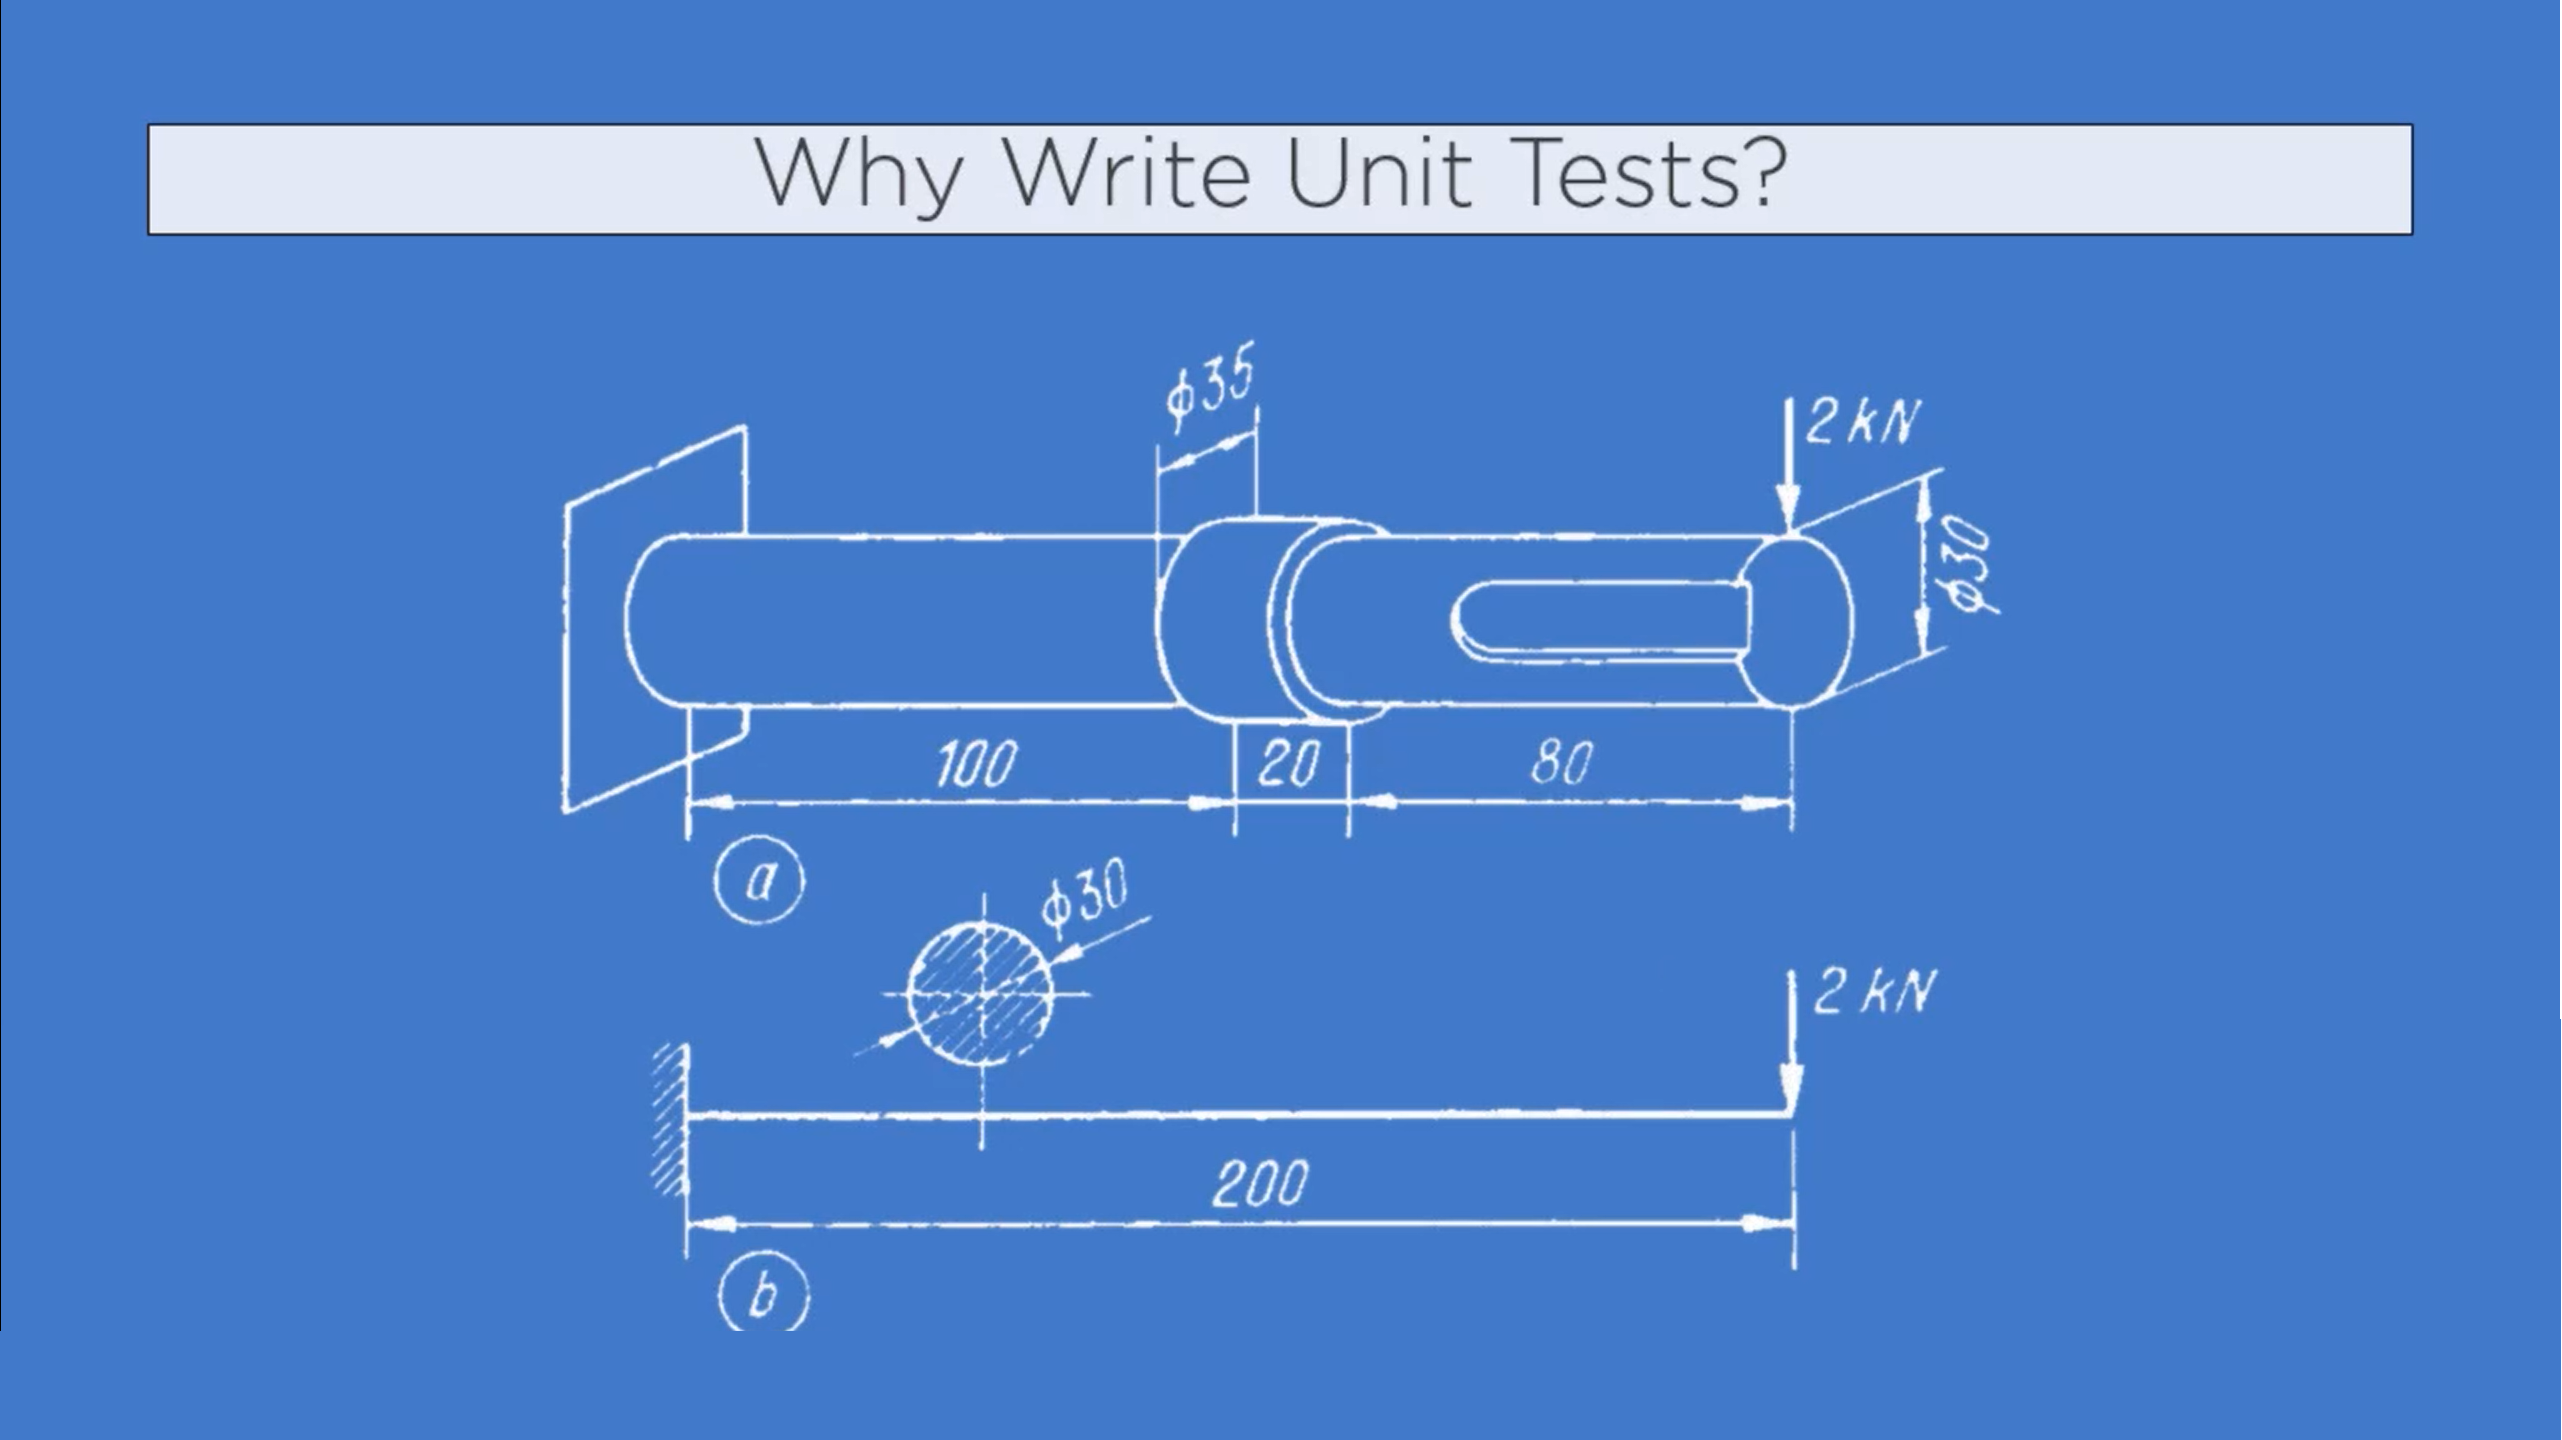 Why Write Unit Tests?
ϕ35
2 kN
ϕ30
100
20
80
a
ϕ30
2 kN
200
b